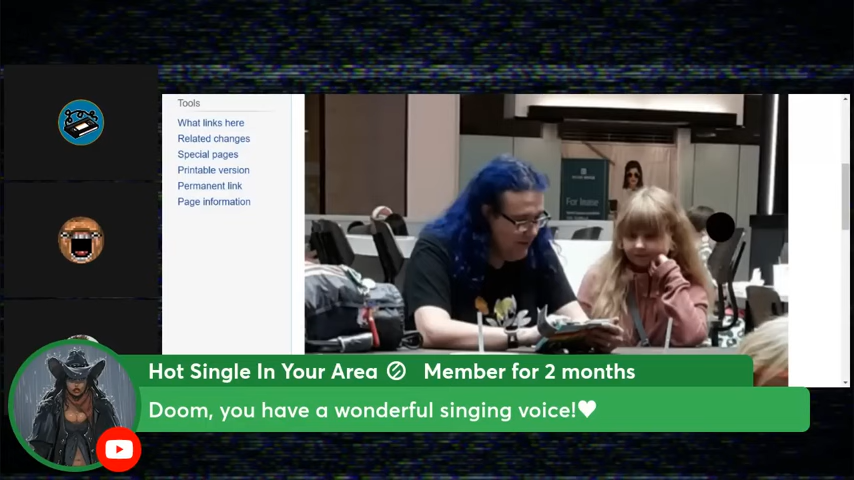 Tools
What links here
Related changes
Special pages
Printable version
Permanent link
Page information
For lease
Hot Single In Your Area Member for 2 months
Doom, you have a wonderful singing voice!♥